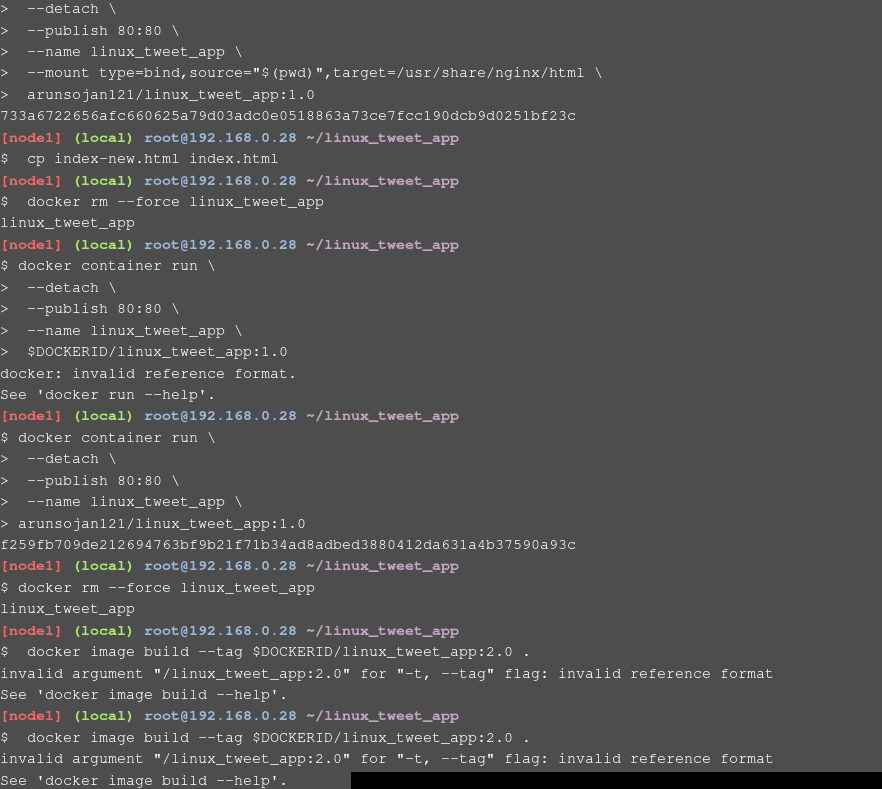 >  --detach \
>  --publish 80:80 \
>  --name linux_tweet_app \
>  --mount type=bind,source="$(pwd)",target=/usr/share/nginx/html \
>  arunsojan121/linux_tweet_app:1.0
733a6722656afc660625a79d03adc0e0518863a73ce7fcc190dcb9d0251bf23c
[node1] (local) root@192.168.0.28 ~/linux_tweet_app
$  cp index-new.html index.html
[node1] (local) root@192.168.0.28 ~/linux_tweet_app
$  docker rm --force linux_tweet_app
linux_tweet_app
[node1] (local) root@192.168.0.28 ~/linux_tweet_app
$ docker container run \
>  --detach \
>  --publish 80:80 \
>  --name linux_tweet_app \
>  $DOCKERID/linux_tweet_app:1.0
docker: invalid reference format.
See 'docker run --help'.
[node1] (local) root@192.168.0.28 ~/linux_tweet_app
$ docker container run \
>  --detach \
>  --publish 80:80 \
>  --name linux_tweet_app \
> arunsojan121/linux_tweet_app:1.0
f259fb709de212694763bf9b21f71b34ad8adbed3880412da631a4b37590a93c
[node1] (local) root@192.168.0.28 ~/linux_tweet_app
$ docker rm --force linux_tweet_app
linux_tweet_app
[node1] (local) root@192.168.0.28 ~/linux_tweet_app
$  docker image build --tag $DOCKERID/linux_tweet_app:2.0 .
invalid argument "/linux_tweet_app:2.0" for "-t, --tag" flag: invalid reference format
See 'docker image build --help'.
[node1] (local) root@192.168.0.28 ~/linux_tweet_app
$  docker image build --tag $DOCKERID/linux_tweet_app:2.0 .
invalid argument "/linux_tweet_app:2.0" for "-t, --tag" flag: invalid reference format
See 'docker image build --help'.